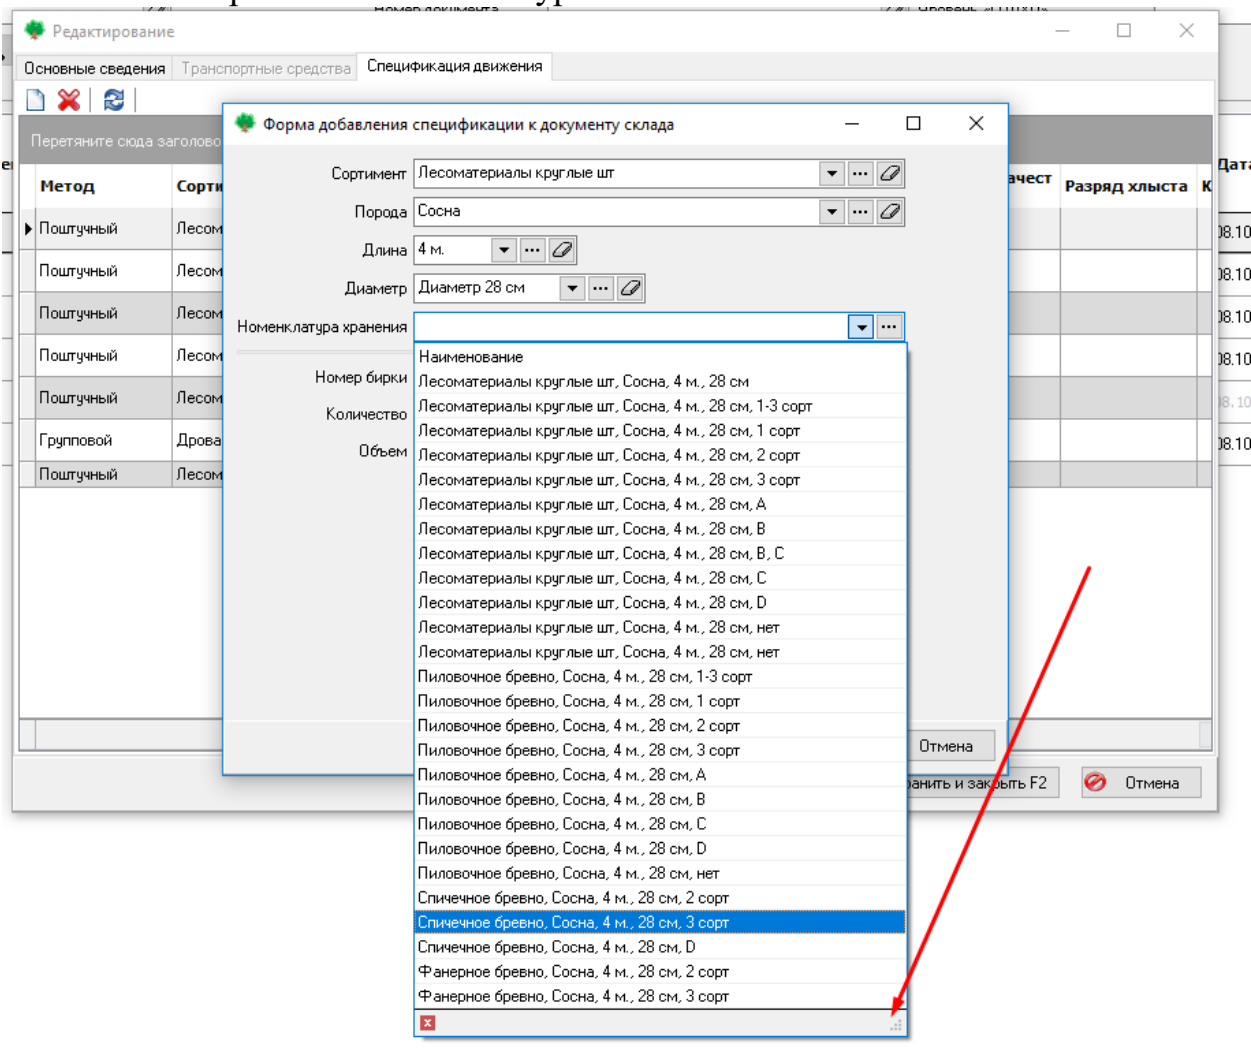 Редактирование
Основные сведения Транспортные средства Спецификация движения
Перетяните сюда заголово
Форма добавления спецификации к документу склада
Метод Сорти ачест Разряд хлыста К Дата
Поштучный Лесом 08.10
Поштучный Лесом 08.10
Поштучный Лесом 08.10
Поштучный Лесом 08.10
Поштучный Лесом 08.10
Групповой Дрова 08.10
Поштучный Лесом
Сортимент Лесоматериалы круглые шт
Порода Сосна
Длина 4 м.
Диаметр Диаметр 28 см
Номенклатура хранения
Номер бирки
Количество
Объем
Наименование
Лесоматериалы круглые шт, Сосна, 4 м., 28 см
Лесоматериалы круглые шт, Сосна, 4 м., 28 см, 1-3 сорт
Лесоматериалы круглые шт, Сосна, 4 м., 28 см, 1 сорт
Лесоматериалы круглые шт, Сосна, 4 м., 28 см, 2 сорт
Лесоматериалы круглые шт, Сосна, 4 м., 28 см, 3 сорт
Лесоматериалы круглые шт, Сосна, 4 м., 28 см, A
Лесоматериалы круглые шт, Сосна, 4 м., 28 см, B
Лесоматериалы круглые шт, Сосна, 4 м., 28 см, B, C
Лесоматериалы круглые шт, Сосна, 4 м., 28 см, C
Лесоматериалы круглые шт, Сосна, 4 м., 28 см, D
Лесоматериалы круглые шт, Сосна, 4 м., 28 см, нет
Лесоматериалы круглые шт, Сосна, 4 м., 28 см, нет
Пиловочное бревно, Сосна, 4 м., 28 см, 1-3 сорт
Пиловочное бревно, Сосна, 4 м., 28 см, 1 сорт
Пиловочное бревно, Сосна, 4 м., 28 см, 2 сорт
Пиловочное бревно, Сосна, 4 м., 28 см, 3 сорт
Пиловочное бревно, Сосна, 4 м., 28 см, A
Пиловочное бревно, Сосна, 4 м., 28 см, B
Пиловочное бревно, Сосна, 4 м., 28 см, C
Пиловочное бревно, Сосна, 4 м., 28 см, D
Пиловочное бревно, Сосна, 4 м., 28 см, нет
Спичечное бревно, Сосна, 4 м., 28 см, 2 сорт
Спичечное бревно, Сосна, 4 м., 28 см, 3 сорт
Спичечное бревно, Сосна, 4 м., 28 см, D
Фанерное бревно, Сосна, 4 м., 28 см, 2 сорт
Фанерное бревно, Сосна, 4 м., 28 см, 3 сорт
Отмена
ранить и закрыть F2 Отмена